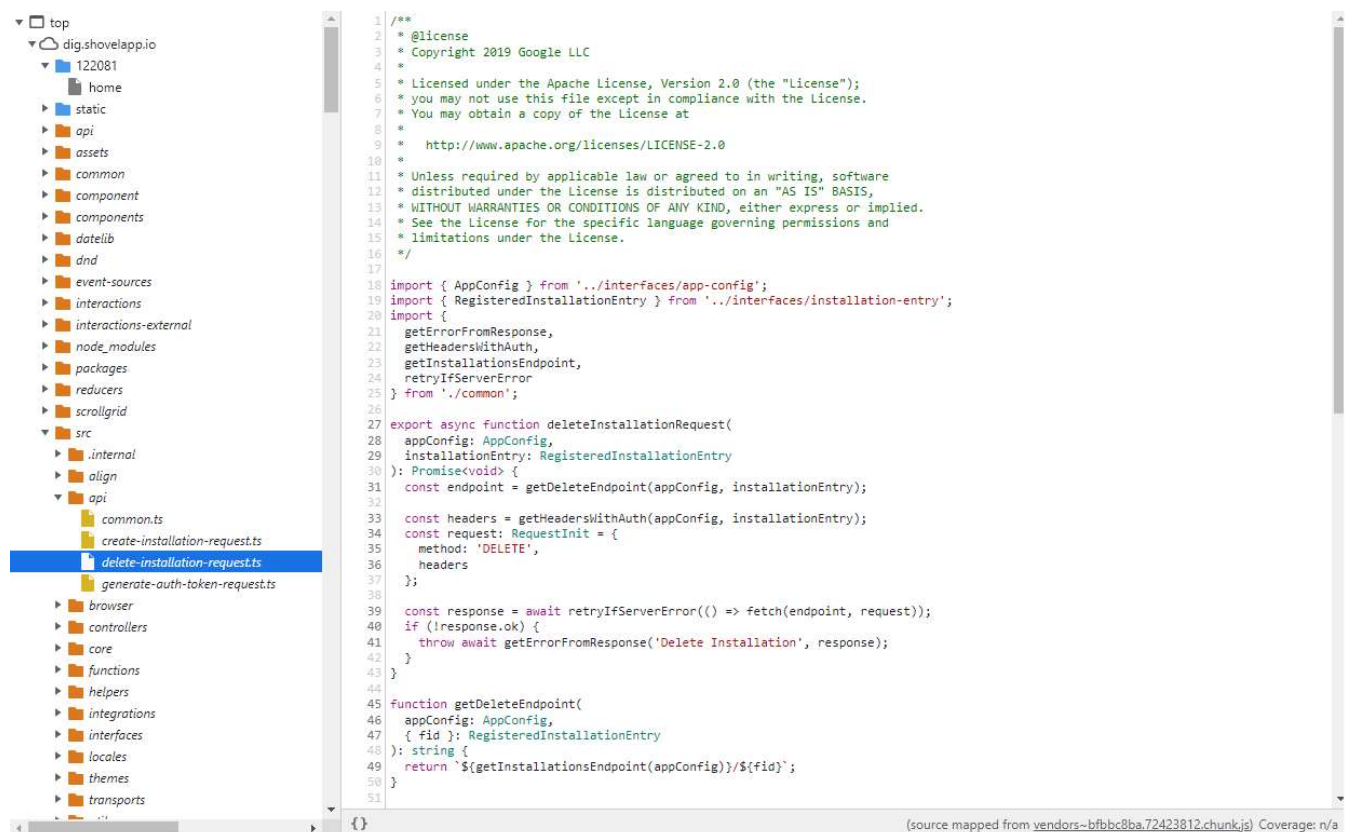 top
dig.shovelapp.io
122081
home
static
api
assets
common
component
components
datelib
dnd
event-sources
interactions
interactions-external
node_modules
packages
reducers
scrollgrid
src
.internal
align
api
common.ts
create-installation-request.ts
delete-installation-request.ts
generate-auth-token-request.ts
browser
controllers
core
functions
helpers
integrations
interfaces
locales
themes
transports
1 /**
2  * @license
3  * Copyright 2019 Google LLC
4  *
5  * Licensed under the Apache License, Version 2.0 (the "License");
6  * you may not use this file except in compliance with the License.
7  * You may obtain a copy of the License at
8  *
9  *   http://www.apache.org/licenses/LICENSE-2.0
10  *
11  * Unless required by applicable law or agreed to in writing, software
12  * distributed under the License is distributed on an "AS IS" BASIS,
13  * WITHOUT WARRANTIES OR CONDITIONS OF ANY KIND, either express or implied.
14  * See the License for the specific language governing permissions and
15  * limitations under the License.
16  */
17
18 import { AppConfig } from '../interfaces/app-config';
19 import { RegisteredInstallationEntry } from '../interfaces/installation-entry';
20 import {
21   getErrorFromResponse,
22   getHeadersWithAuth,
23   getInstallationsEndpoint,
24   retryIfServerError
25 } from './common';
26
27 export async function deleteInstallationRequest(
28   appConfig: AppConfig,
29   installationEntry: RegisteredInstallationEntry
30 ): Promise<void> {
31   const endpoint = getDeleteEndpoint(appConfig, installationEntry);
32
33   const headers = getHeadersWithAuth(appConfig, installationEntry);
34   const request: RequestInit = {
35     method: 'DELETE',
36     headers
37   };
38
39   const response = await retryIfServerError(() => fetch(endpoint, request));
40   if (!response.ok) {
41     throw await getErrorFromResponse('Delete Installation', response);
42   }
43 }
44
45 function getDeleteEndpoint(
46   appConfig: AppConfig,
47   { fid }: RegisteredInstallationEntry
48 ): string {
49   return `${getInstallationsEndpoint(appConfig)}/${fid}`;
50 }
51
{} (source mapped from vendors~bfbbc8ba.72423812.chunk.js) Coverage: n/a